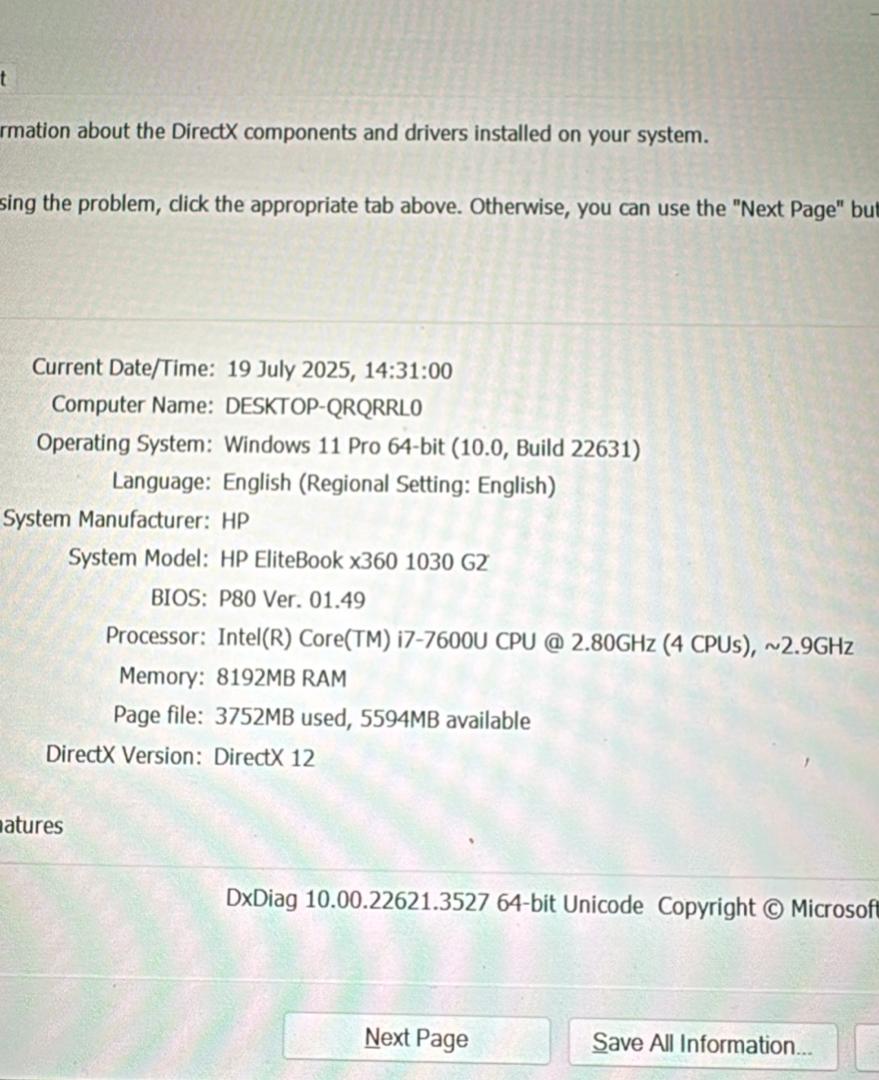 t
rmation about the DirectX components and drivers installed on your system.
sing the problem, click the appropriate tab above. Otherwise, you can use the "Next Page" but
Current Date/Time: 19 July 2025, 14:31:00
Computer Name: DESKTOP-QRQRRL0
Operating System: Windows 11 Pro 64-bit (10.0, Build 22631)
Language: English (Regional Setting: English)
System Manufacturer: HP
System Model: HP EliteBook x360 1030 G2
BIOS: P80 Ver. 01.49
Processor: Intel(R) Core(TM) i7-7600U CPU @ 2.80GHz (4 CPUs), ~2.9GHz
Memory: 8192MB RAM
Page file: 3752MB used, 5594MB available
DirectX Version: DirectX 12
natures
DxDiag 10.00.22621.3527 64-bit Unicode Copyright © Microsoft
Next Page
Save All Information...